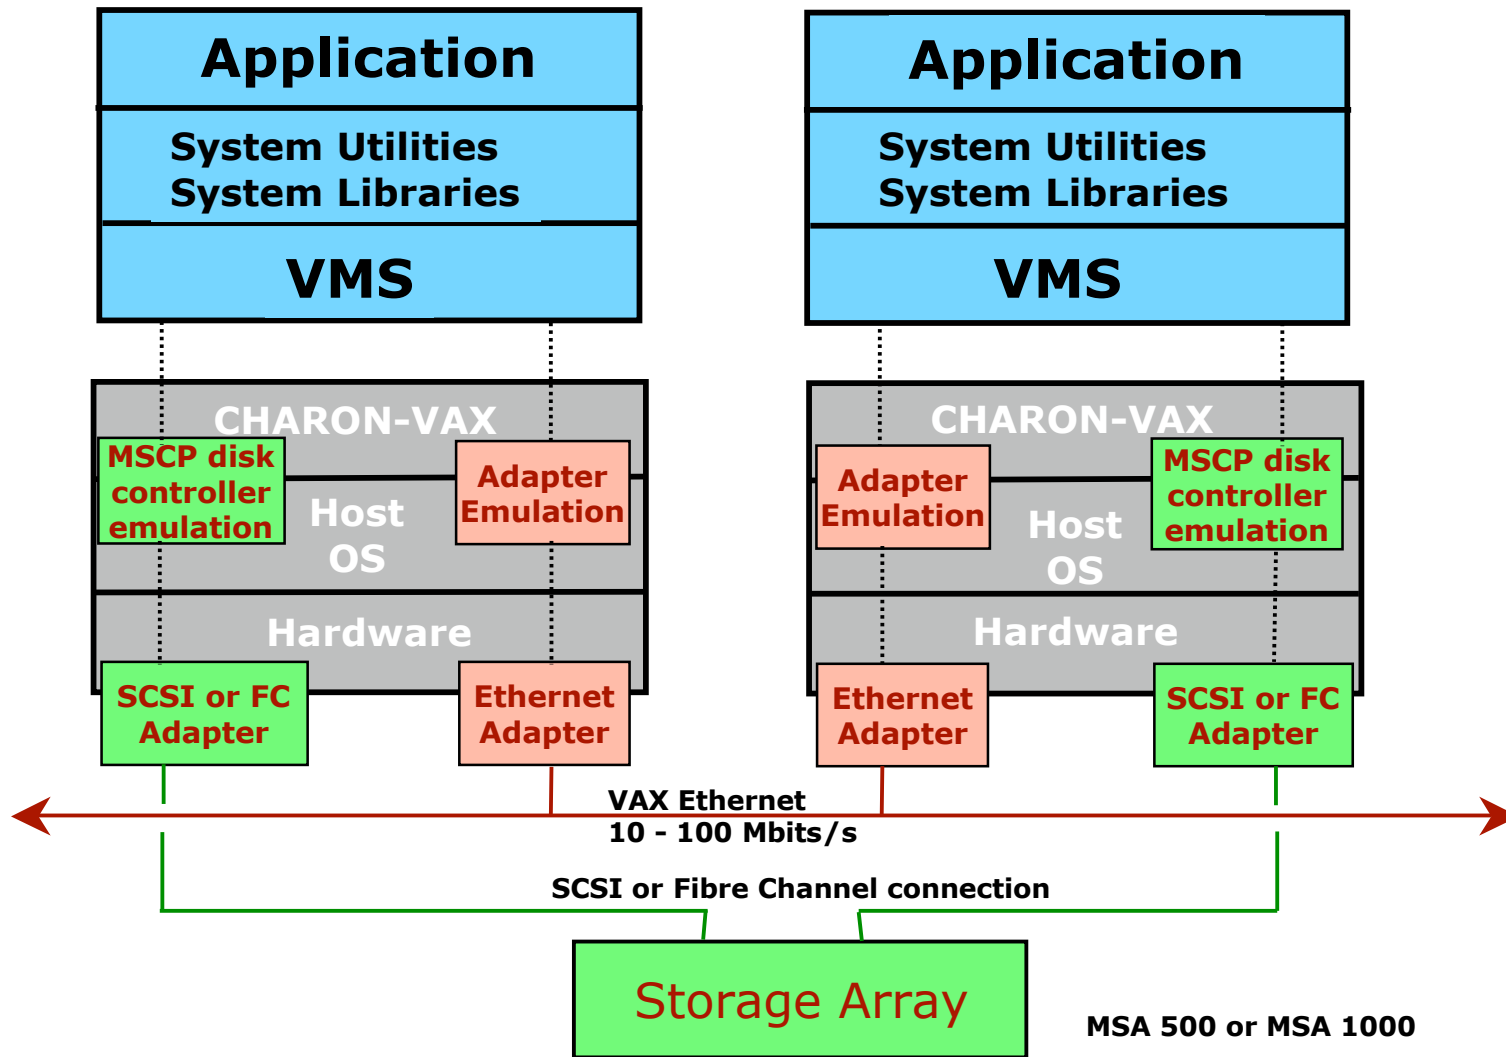 Application
System Utilities
System Libraries
VMS
CHARON-VAX
MSCP disk
controller
emulation
Adapter
Emulation
Host
OS
Hardware
SCSI or FC
Adapter
Ethernet
Adapter
Application
System Utilities
System Libraries
VMS
CHARON-VAX
Adapter
Emulation
MSCP disk
controller
emulation
Host
OS
Hardware
Ethernet
Adapter
SCSI or FC
Adapter
VAX Ethernet
10 - 100 Mbits/s
SCSI or Fibre Channel connection
Storage Array
MSA 500 or MSA 1000